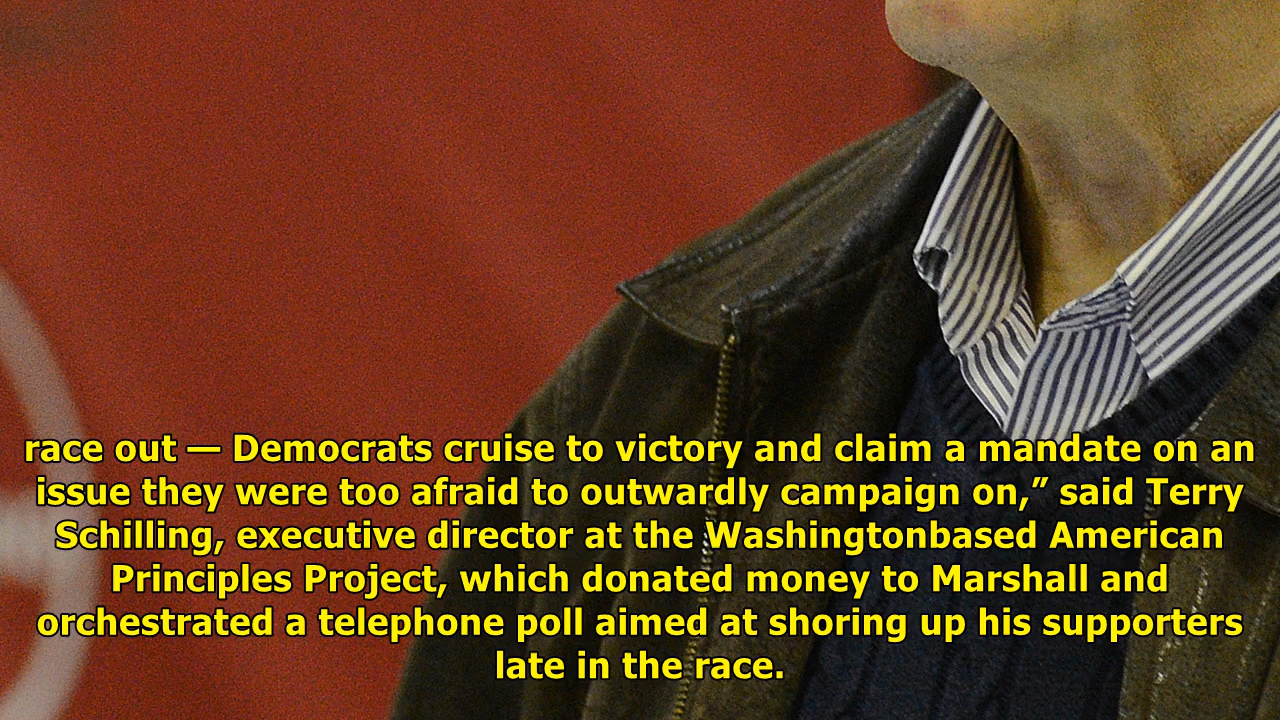 race out — Democrats cruise to victory and claim a mandate on an
issue they were too afraid to outwardly campaign on,” said Terry
Schilling, executive director at the Washingtonbased American
Principles Project, which donated money to Marshall and
orchestrated a telephone poll aimed at shoring up his supporters
late in the race.